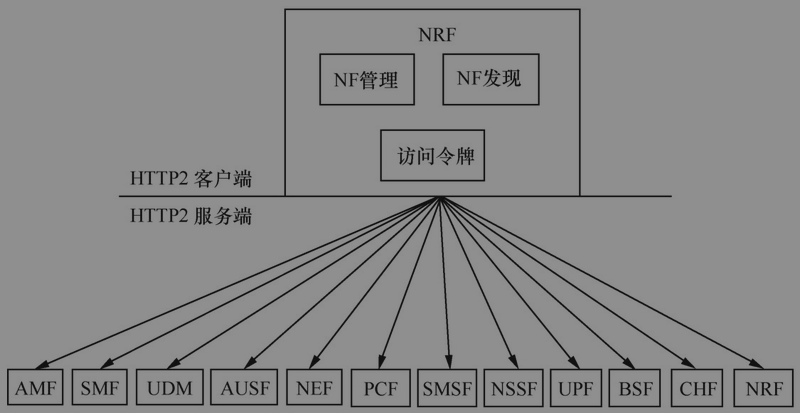 NRF
NF管理
NF发现
访问令牌
HTTP2 客户端
HTTP2 服务端
AMF
SMF
UDM
AUSF
NEF
PCF
SMSF
NSSF
UPF
BSF
CHF
NRF